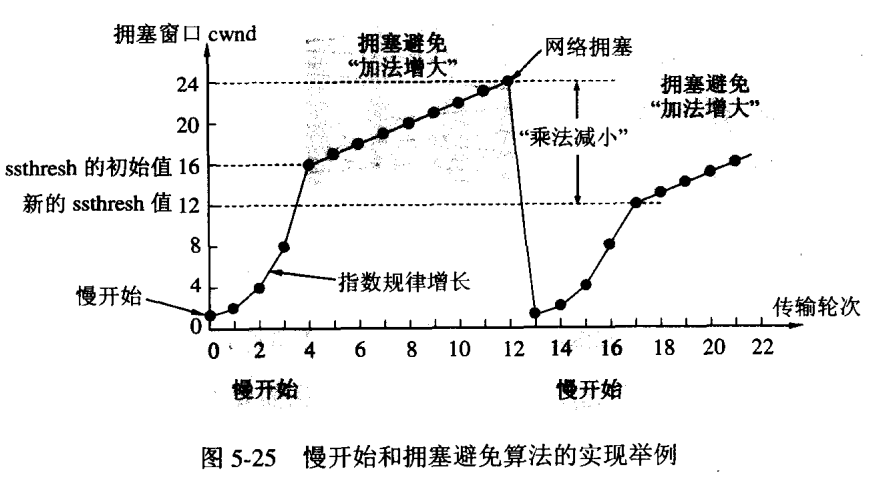 拥塞窗口 cwnd
拥塞避免
“加法增大”
网络拥塞
拥塞避免
“加法增大”
24
20
“乘法减小”
ssthresh 的初始值 16
新的 ssthresh 值 12
8
4
慢开始
指数规律增长
传输轮次
0
0 2 4 6 8 10 12 14 16 18 20 22
慢开始
慢开始
图 5-25 慢开始和拥塞避免算法的实现举例